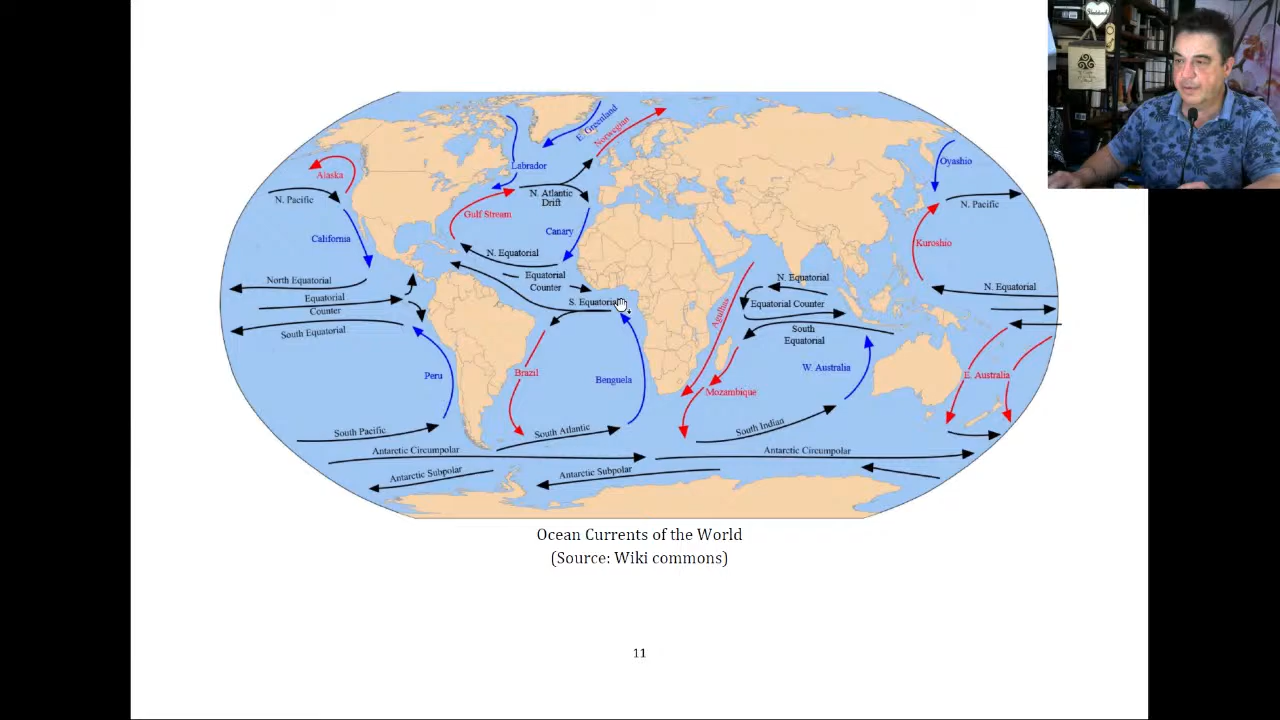 E. Greenland
Norwegian
Labrador
Oyashio
Alaska
N. Pacific
N. Atlantic
Drift
N. Pacific
Gulf Stream
California
Canary
Kuroshio
N. Equatorial
North Equatorial
Equatorial
Counter
N. Equatorial
N. Equatorial
Equatorial
Counter
S. Equatorial
Equatorial Counter
Agulhas
South Equatorial
South
Equatorial
Peru
Brazil
Benguela
W. Australia
E. Australia
Mozambique
South Pacific
South Atlantic
South Indian
Antarctic Circumpolar
Antarctic Circumpolar
Antarctic Subpolar
Antarctic Subpolar
Ocean Currents of the World
(Source: Wiki commons)
11